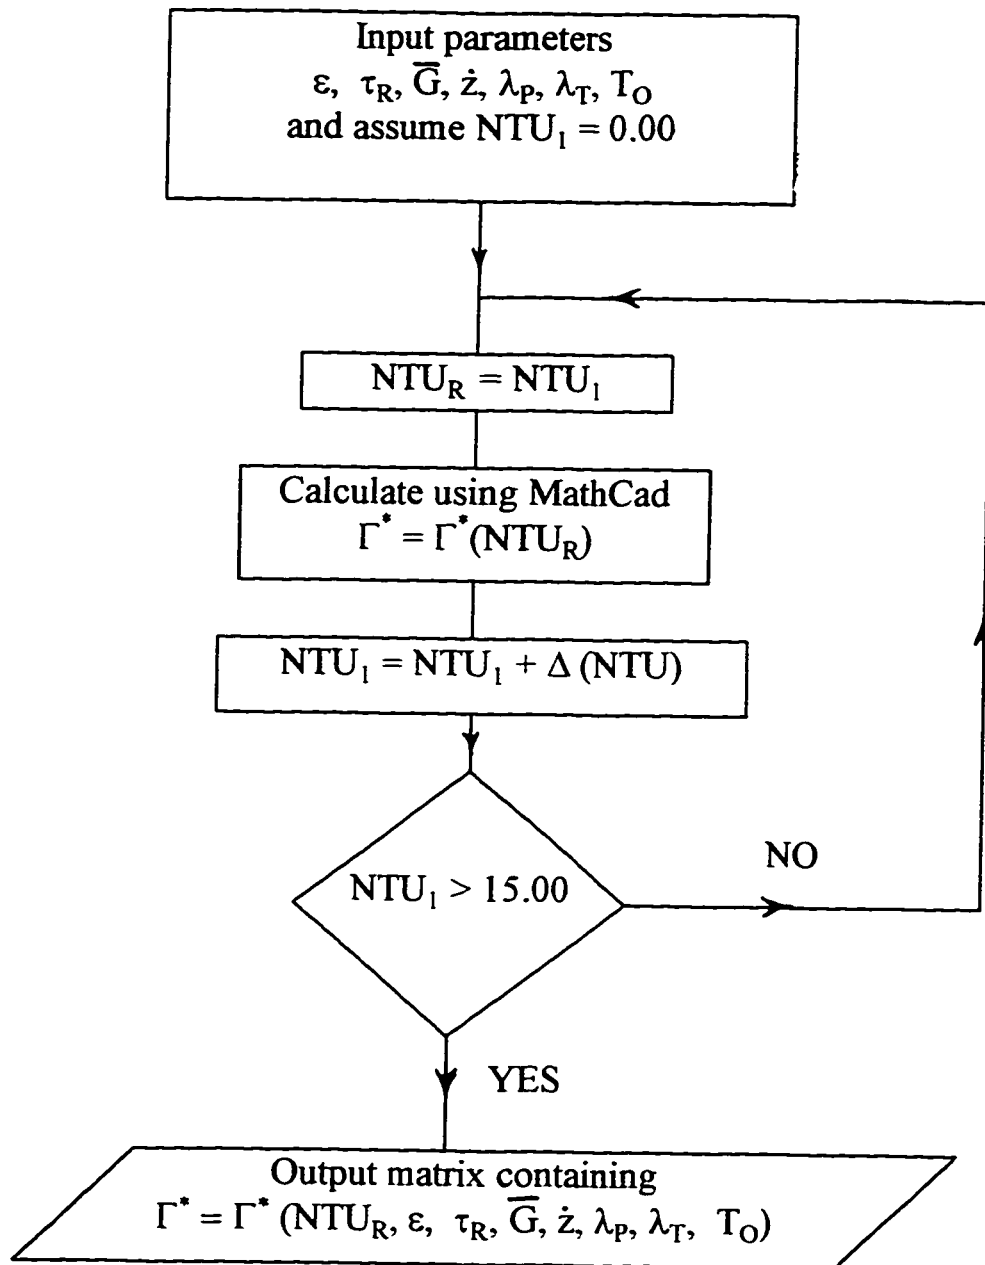 Input parameters
ε, τ_R, G̅, ż, λ_P, λ_T, T_O
and assume NTU_1 = 0.00
NTU_R = NTU_1
Calculate using MathCad
Γ^* = Γ^*(NTU_R)
NTU_1 = NTU_1 + Δ (NTU)
NTU_1 > 15.00
NO
YES
Output matrix containing
Γ^* = Γ^* (NTU_R, ε, τ_R, G̅, ż, λ_P, λ_T, T_O)